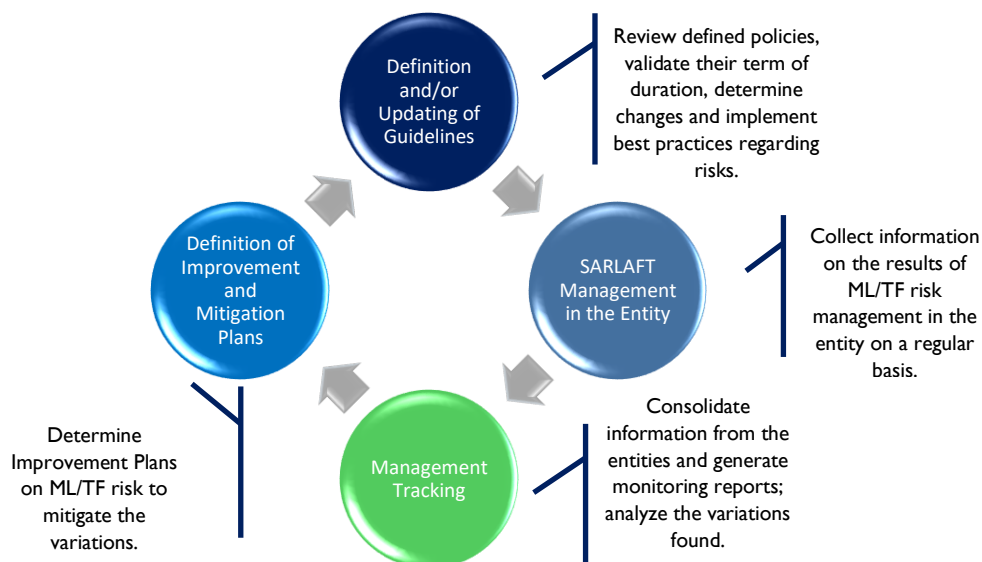 Definition
and/or
Updating of
Guidelines
Review defined policies,
validate their term of
duration, determine
changes and implement
best practices regarding
risks.
SARLAFT
Management
in the Entity
Collect information
on the results of
ML/TF risk
management in the
entity on a regular
basis.
Management
Tracking
Consolidate
information from the
entities and generate
monitoring reports;
analyze the variations
found.
Definition of
Improvement
and
Mitigation
Plans
Determine
Improvement Plans
on ML/TF risk to
mitigate the
variations.